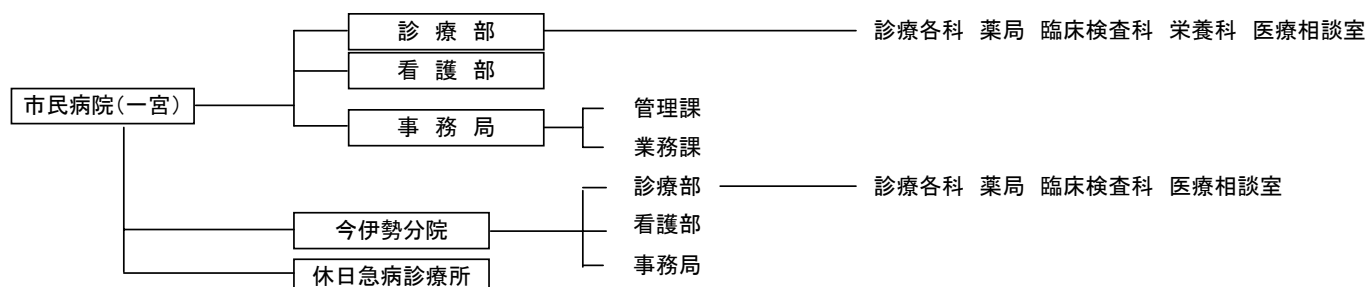 診療部 診療各科 薬局 臨床検査科 栄養科 医療相談室
看護部
市民病院(一宮)
事務局
管理課
業務課
診療部 診療各科 薬局 臨床検査科 医療相談室
今伊勢分院
看護部
事務局
休日急病診療所